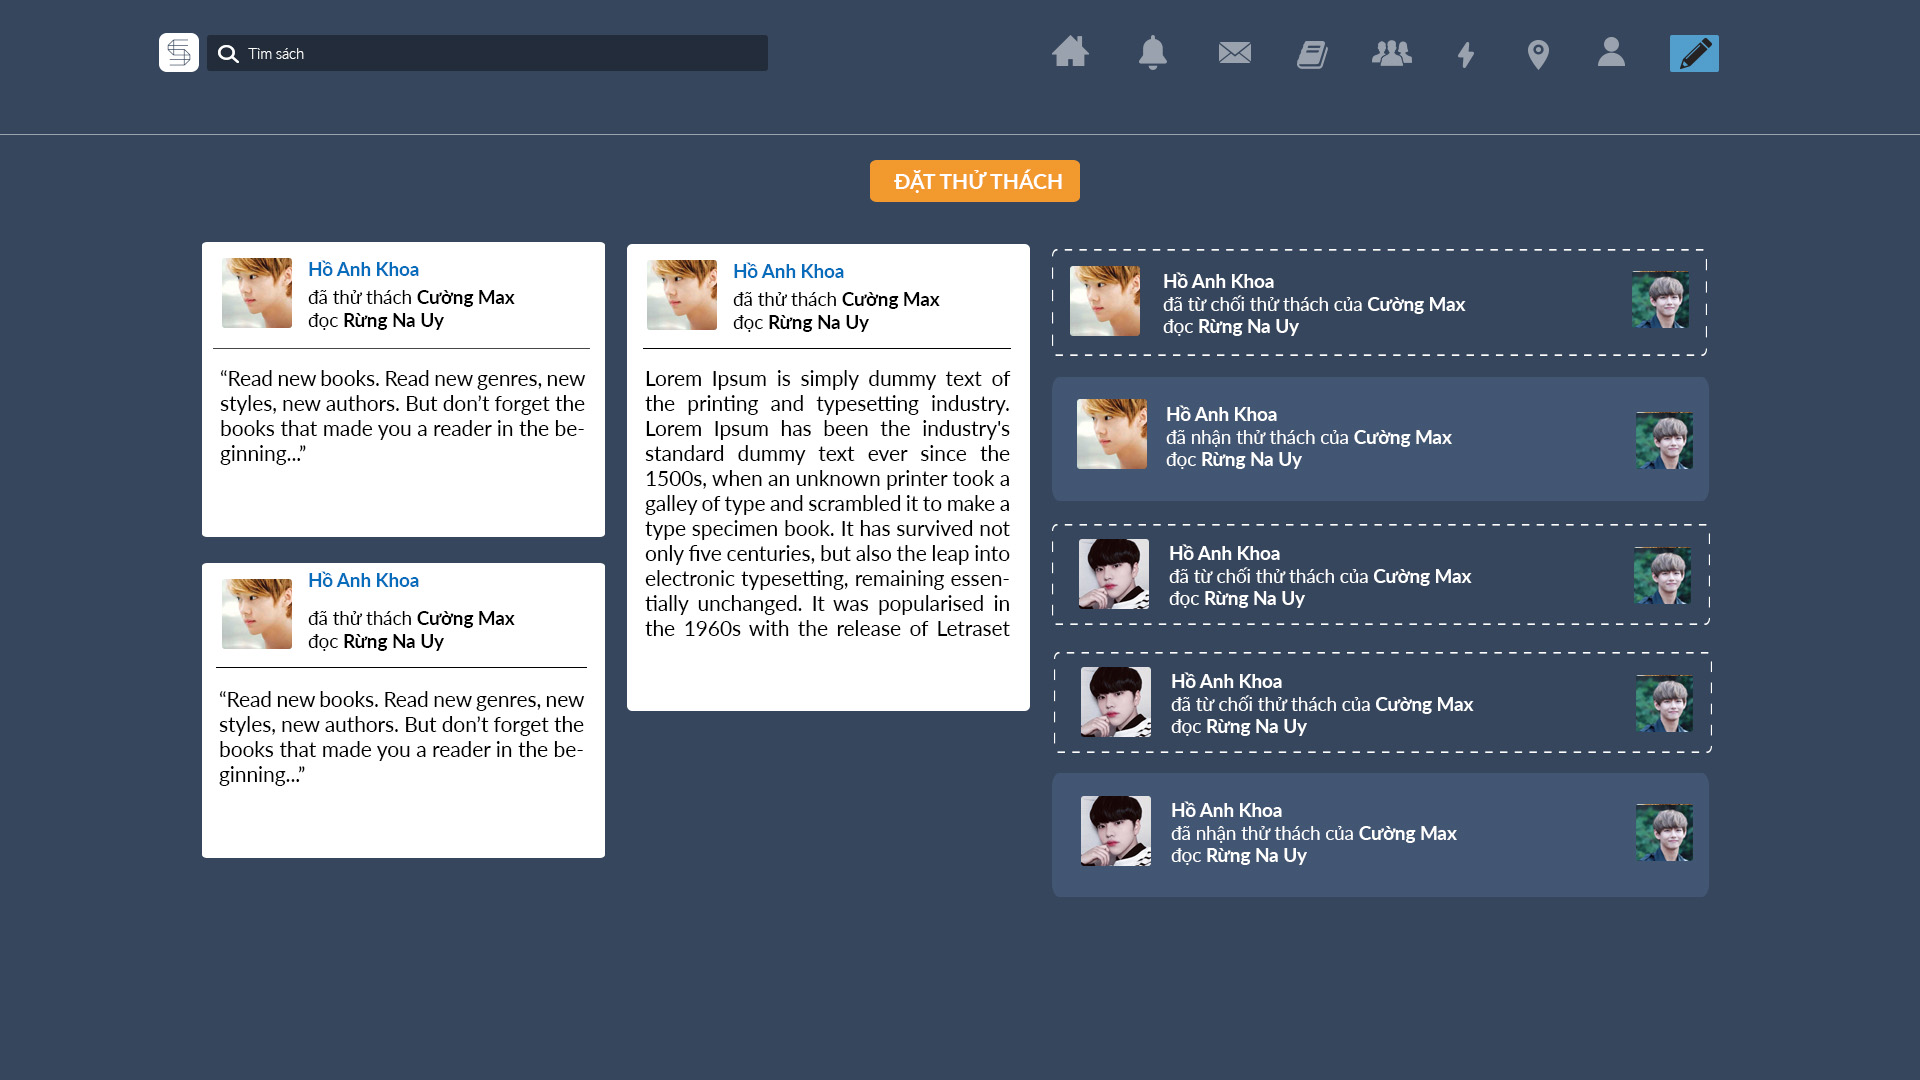 Tìm sách
ĐẶT THỬ THÁCH
Hồ Anh Khoa
đã thử thách Cường Max
đọc Rừng Na Uy
“Read new books. Read new genres, new
styles, new authors. But don’t forget the
books that made you a reader in the be-
ginning...”
Hồ Anh Khoa
đã thử thách Cường Max
đọc Rừng Na Uy
“Read new books. Read new genres, new
styles, new authors. But don’t forget the
books that made you a reader in the be-
ginning...”
Hồ Anh Khoa
đã thử thách Cường Max
đọc Rừng Na Uy
Lorem Ipsum is simply dummy text of
the printing and typesetting industry.
Lorem Ipsum has been the industry's
standard dummy text ever since the
1500s, when an unknown printer took a
galley of type and scrambled it to make a
type specimen book. It has survived not
only five centuries, but also the leap into
electronic typesetting, remaining essen-
tially unchanged. It was popularised in
the 1960s with the release of Letraset
Hồ Anh Khoa
đã từ chối thử thách của Cường Max
đọc Rừng Na Uy
Hồ Anh Khoa
đã nhận thử thách của Cường Max
đọc Rừng Na Uy
Hồ Anh Khoa
đã từ chối thử thách của Cường Max
đọc Rừng Na Uy
Hồ Anh Khoa
đã từ chối thử thách của Cường Max
đọc Rừng Na Uy
Hồ Anh Khoa
đã nhận thử thách của Cường Max
đọc Rừng Na Uy